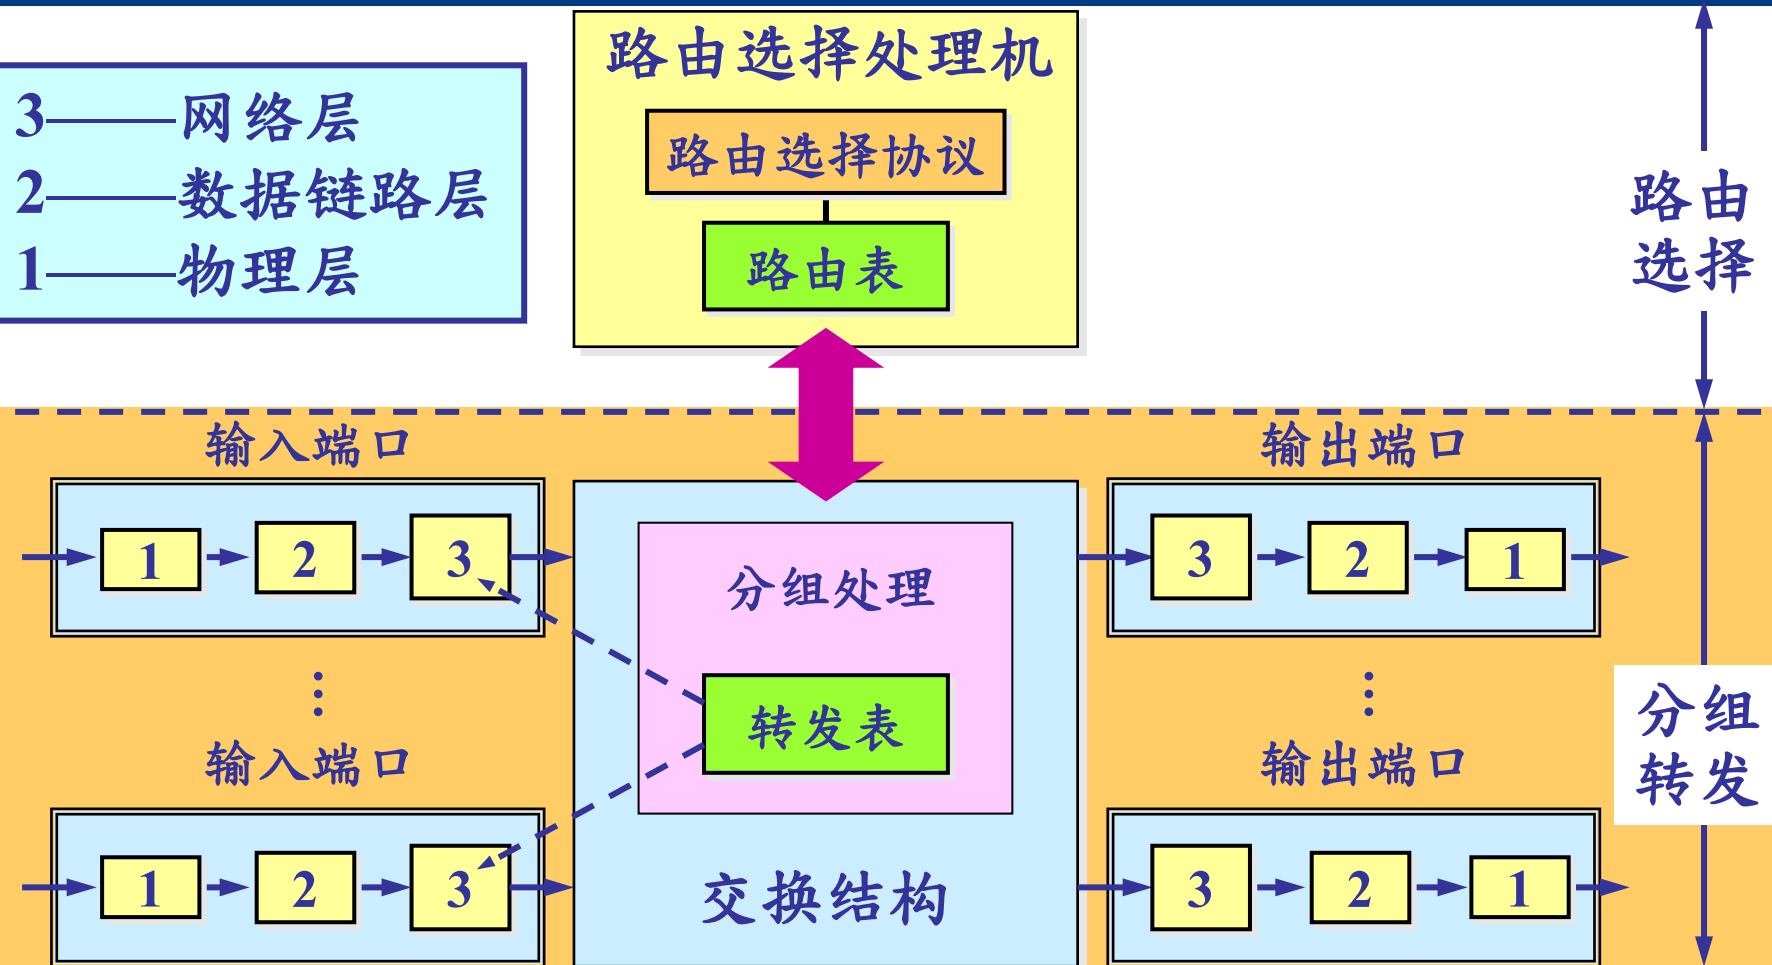 路由选择处理机
路由选择协议
路由表
3——网络层
2——数据链路层
1——物理层
路由
选择
输入端口
输出端口
1 2 3
分组处理
3 2 1
转发表
分组
转发
输入端口
输出端口
1 2 3
交换结构
3 2 1